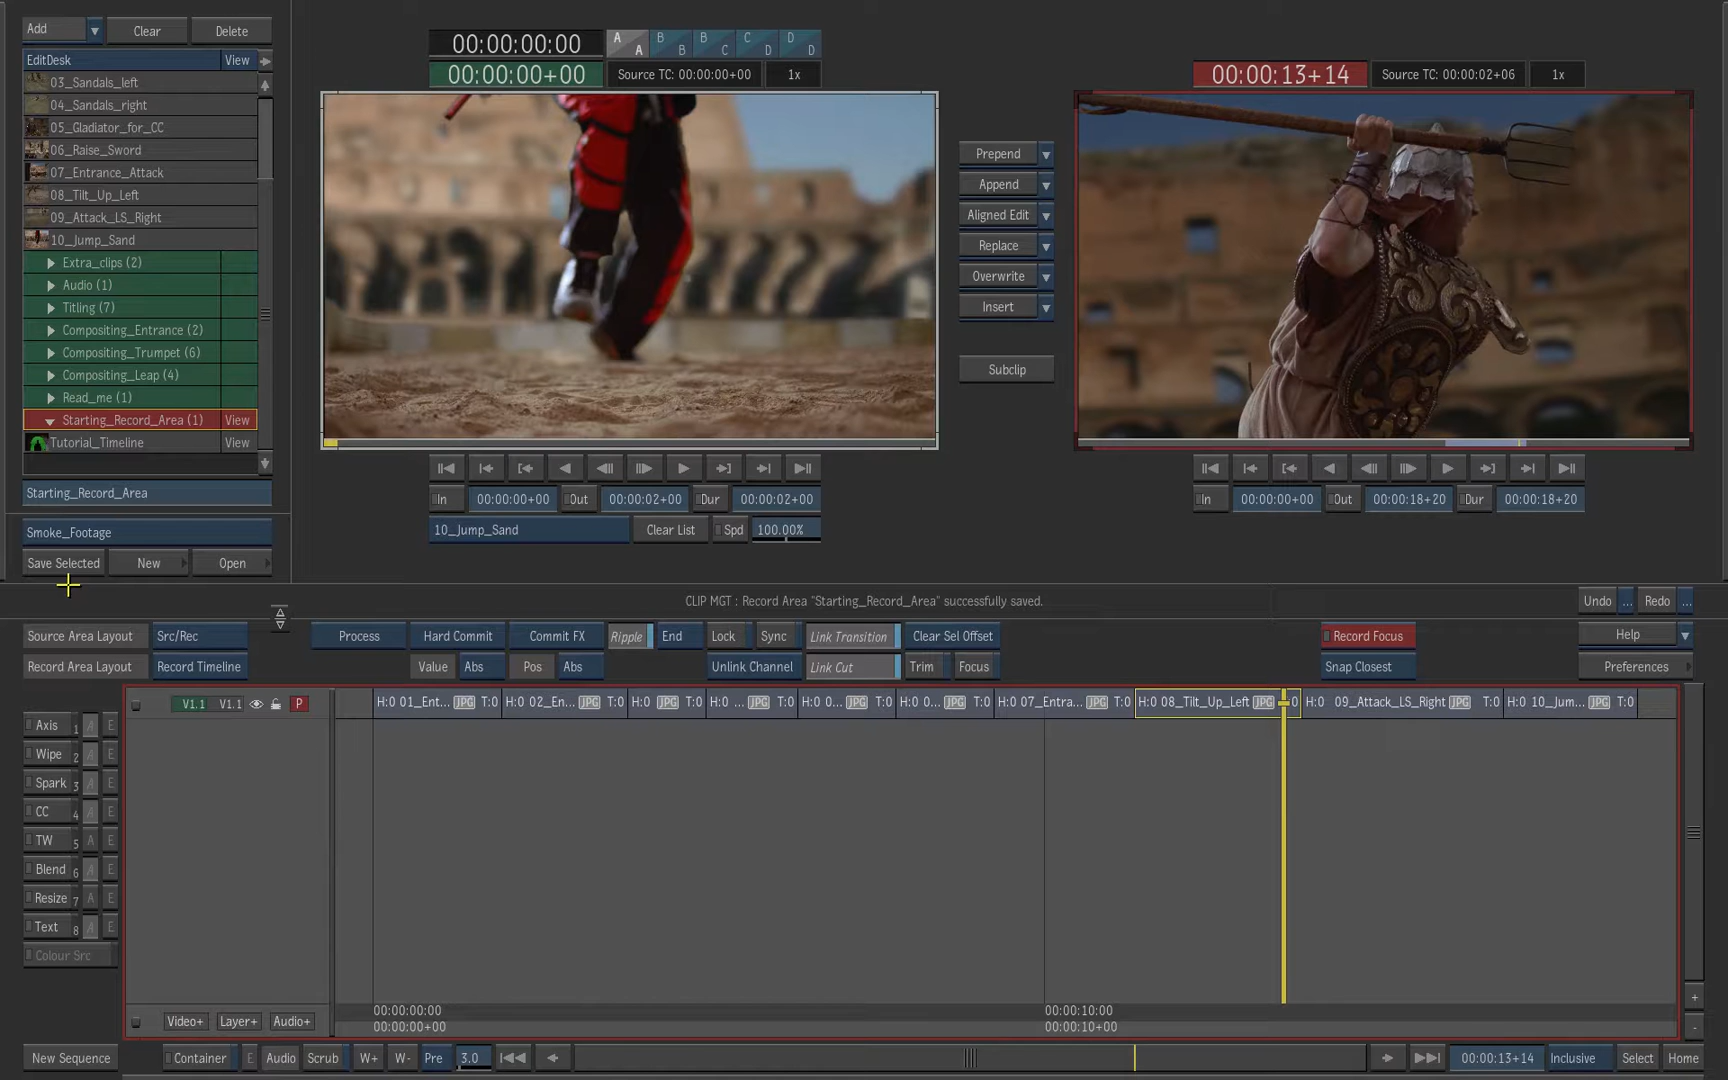 Add
Clear
Delete
00:00:00:00
A A B B B C C D D D
EditDesk
View
00:00:00+00
Source TC: 00:00:00+00
1x
00:00:13+14
Source TC: 00:00:02+06
1x
03_Sandals_left
04_Sandals_right
05_Gladiator_for_CC
06_Raise_Sword
07_Entrance_Attack
08_Tilt_Up_Left
09_Attack_LS_Right
10_Jump_Sand
Extra_clips (2)
Audio (1)
Titling (7)
Compositing_Entrance (2)
Compositing_Trumpet (6)
Compositing_Leap (4)
Read_me (1)
Starting_Record_Area (1) View
Tutorial_Timeline View
Starting_Record_Area
Smoke_Footage
Save Selected
New
Open
Prepend
Append
Aligned Edit
Replace
Overwrite
Insert
Subclip
In 00:00:00+00 Out 00:00:02+00 Dur 00:00:02+00
10_Jump_Sand Clear List Spd 100.00%
In 00:00:00+00 Out 00:00:18+20 Dur 00:00:18+20
CLIP MGT : Record Area "Starting_Record_Area" successfully saved.
Undo ... Redo ...
Source Area Layout Src/Rec Process Hard Commit Commit FX Ripple End Lock Sync Link Transition Clear Sel Offset Record Focus Help
Record Area Layout Record Timeline Value Abs Pos Abs Unlink Channel Link Cut Trim Focus Snap Closest Preferences
V1.1 V1.1 P H:0 01_Ent... JPG T:0 H:0 02_En... JPG T:0 H:0 JPG T:0 H:0 ... JPG T:0 H:0 0... JPG T:0 H:0 0... JPG T:0 H:0 07_Entra... JPG T:0 H:0 08_Tilt_Up_Left JPG 0 H:0 09_Attack_LS_Right JPG T:0 H:0 10_Jum... JPG T:0
Axis 1 A E
Wipe 2 A E
Spark 3 A E
CC 4 A E
TW 5 A E
Blend 6 A E
Resize 7 A E
Text 8 A E
Colour Src
00:00:00:00 00:00:10:00
00:00:00+00 00:00:10+00
Video+ Layer+ Audio+
+
-
New Sequence Container E Audio Scrub W+ W- Pre 3.0 00:00:13+14 Inclusive Select Home